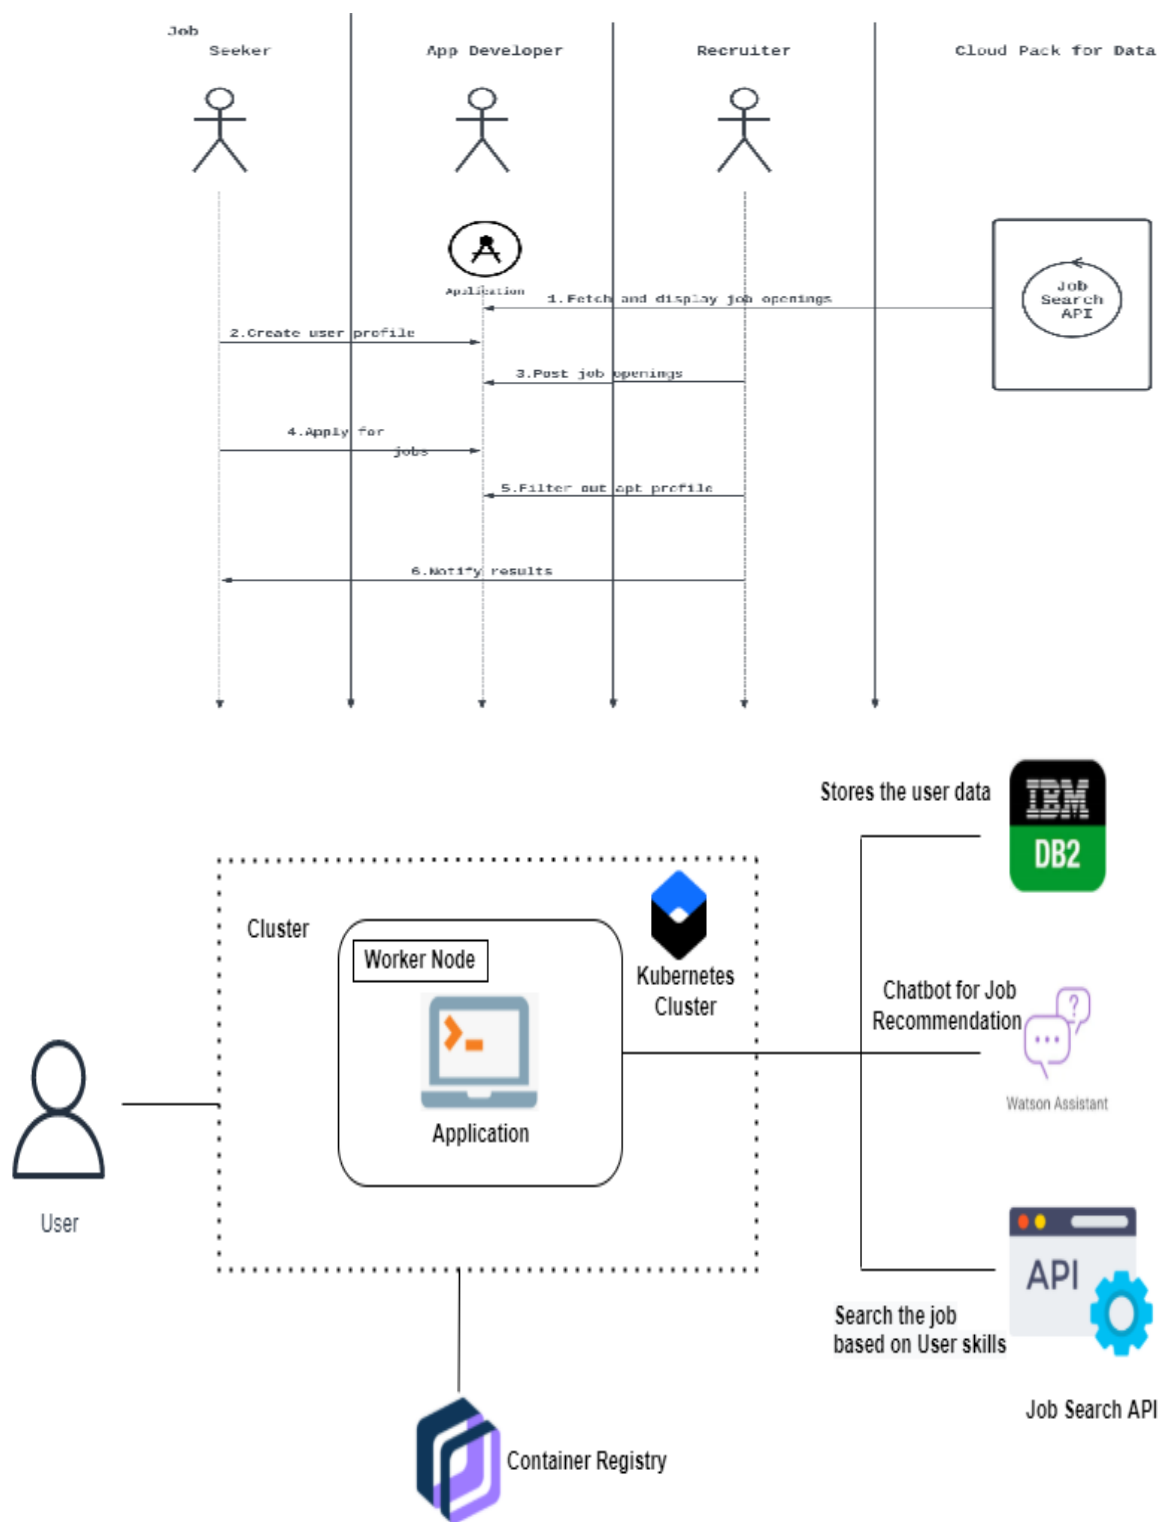 Job
Seeker
App Developer
Recruiter
Cloud Pack for Data
Application
Job
Search
API
1.Fetch and display job openings
2.Create user profile
3.Post job openings
4.Apply for
jobs
5.Filter out apt profile
6.Notify results
Stores the user data
IBM
DB2
Cluster
Worker Node
Kubernetes
Cluster
Application
Chatbot for Job
Recommendation
?
Watson Assistant
User
API
Search the job
based on User skills
Job Search API
Container Registry